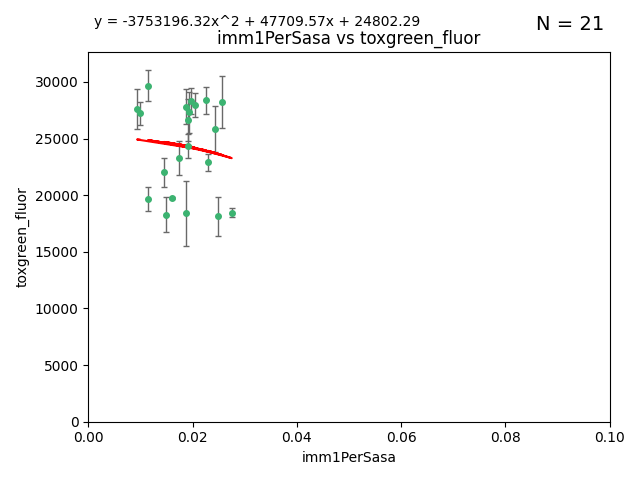 y = -3753196.32x^2 + 47709.57x + 24802.29
N = 21
imm1PerSasa vs toxgreen_fluor
30000
25000
20000
15000
10000
5000
0
toxgreen_fluor
0.00 0.02 0.04 0.06 0.08 0.10
imm1PerSasa